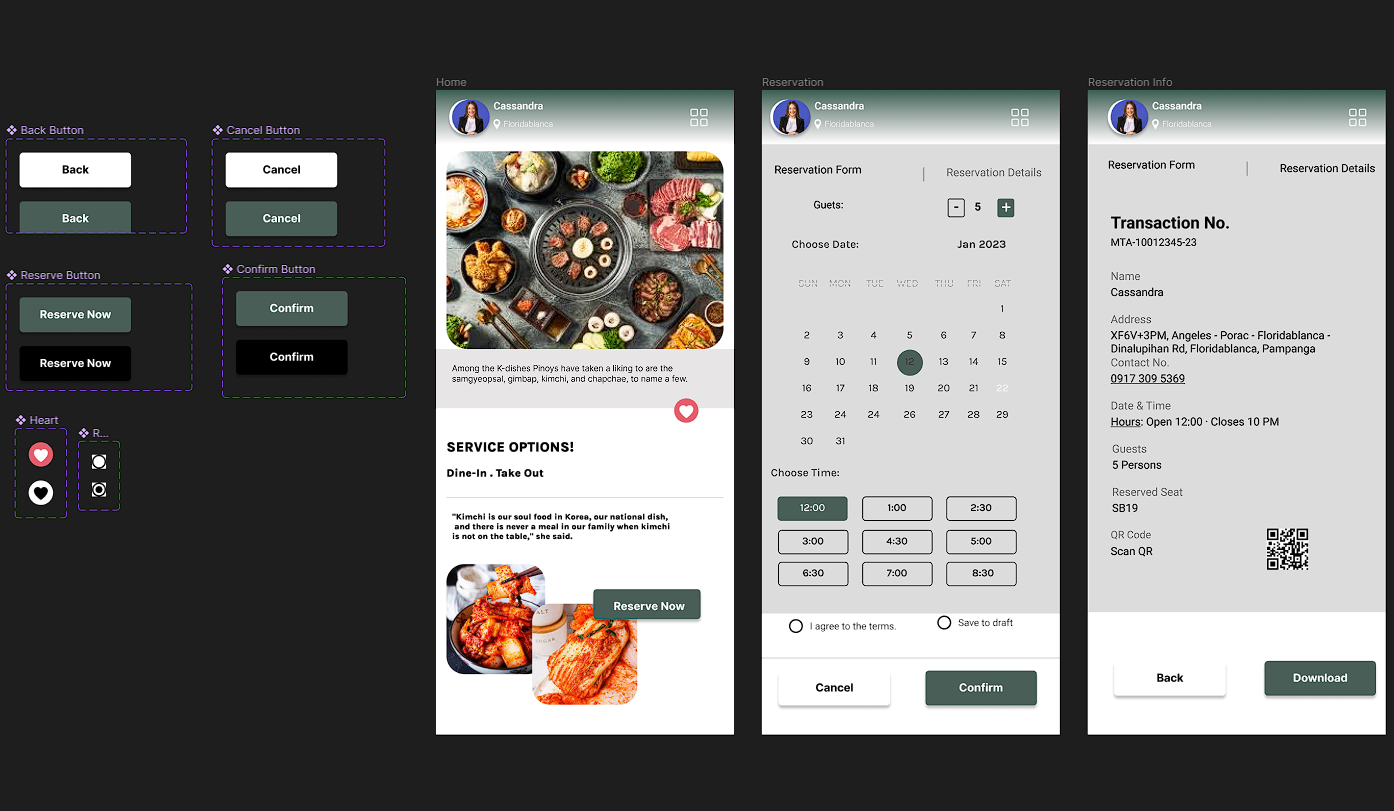 Back Button
Back
Back
Cancel Button
Cancel
Cancel
Reserve Button
Reserve Now
Reserve Now
Confirm Button
Confirm
Confirm
Heart
R...
Home
Cassandra
Floridablanca
Among the K-dishes Pinoys have taken a liking to are the
samgyeopsal, gimbap, kimchi, and chapchae, to name a few.
SERVICE OPTIONS!
Dine-In . Take Out
"Kimchi is our soul food in Korea, our national dish,
and there is never a meal in our family when kimchi
is not on the table," she said.
SALT
SUGAR
Reserve Now
Reservation
Cassandra
Floridablanca
Reservation Form | Reservation Details
Guets: - 5 +
Choose Date: Jan 2023
SUN MON TUE WED THU FRI SAT
1
2 3 4 5 6 7 8
9 10 11 12 13 14 15
16 17 18 19 20 21 22
23 24 24 26 27 28 29
30 31
Choose Time:
12:00 1:00 2:30
3:00 4:30 5:00
6:30 7:00 8:30
I agree to the terms. Save to draft
Cancel Confirm
Reservation Info
Cassandra
Floridablanca
Reservation Form | Reservation Details
Transaction No.
MTA-10012345-23
Name
Cassandra
Address
XF6V+3PM, Angeles - Porac - Floridablanca -
Dinalupihan Rd, Floridablanca, Pampanga
Contact No.
0917 309 5369
Date & Time
Hours: Open 12:00 · Closes 10 PM
Guests
5 Persons
Reserved Seat
SB19
QR Code
Scan QR
Back Download